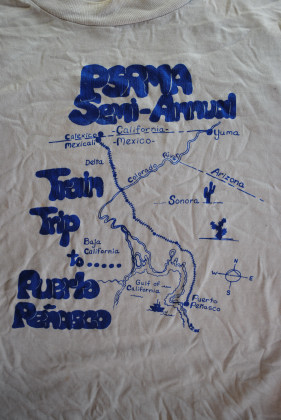 PSRMA
Semi-Annual
Calexico -California- Yuma
Mexicali -Mexico-
Delta
Colorado River
Arizona
Train
Trip
to ......
Puerto
Peñasco
Sonora
Baja
California
N
W E
S
Gulf of
California
Puerto
Peñasco